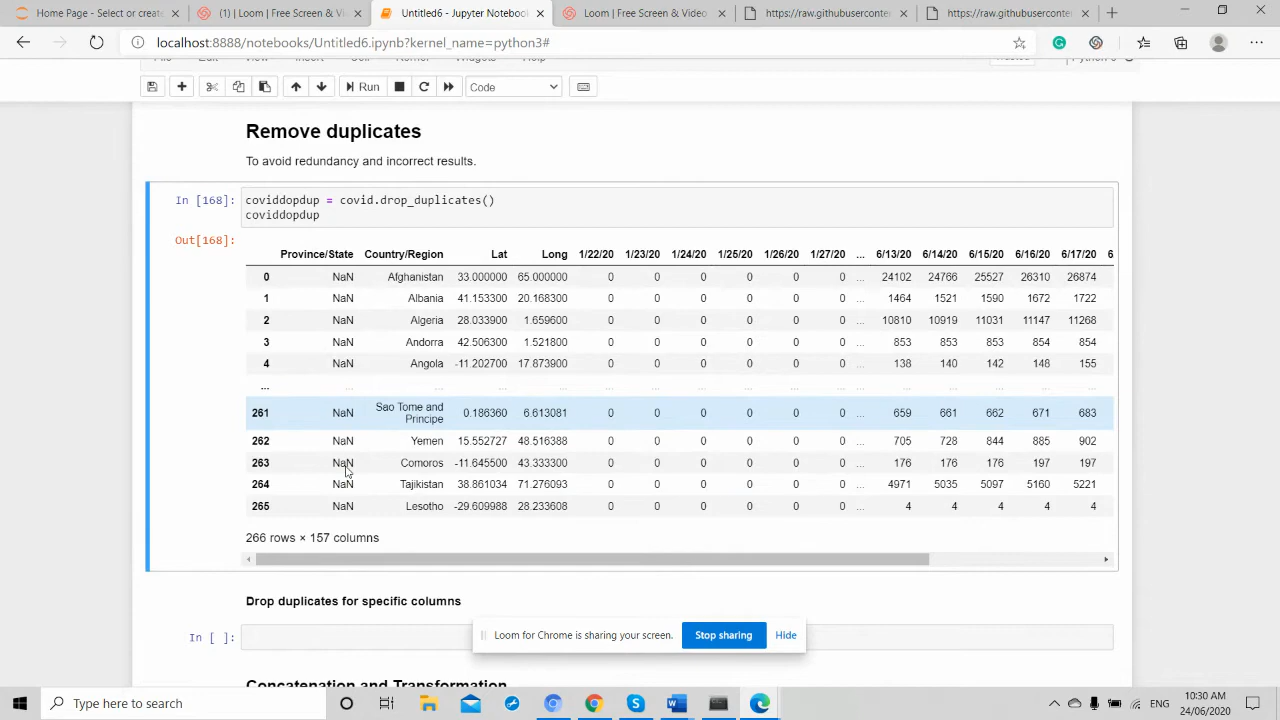 Home Page - Select or create
(1) Loom | Free Screen & Video
Untitled6 - Jupyter Notebook
Loom | Free Screen & Video
https://raw.githubuserconte
https://raw.githubuserconte
localhost:8888/notebooks/Untitled6.ipynb?kernel_name=python3#
Run
Code
Remove duplicates
To avoid redundancy and incorrect results.
In [168]: coviddopdup = covid.drop_duplicates()
coviddopdup
Out[168]:
Province/State Country/Region Lat Long 1/22/20 1/23/20 1/24/20 1/25/20 1/26/20 1/27/20 ... 6/13/20 6/14/20 6/15/20 6/16/20 6/17/20 6
0 NaN Afghanistan 33.000000 65.000000 0 0 0 0 0 0 ... 24102 24766 25527 26310 26874
1 NaN Albania 41.153300 20.168300 0 0 0 0 0 0 ... 1464 1521 1590 1672 1722
2 NaN Algeria 28.033900 1.659600 0 0 0 0 0 0 ... 10810 10919 11031 11147 11268
3 NaN Andorra 42.506300 1.521800 0 0 0 0 0 0 ... 853 853 853 854 854
4 NaN Angola -11.202700 17.873900 0 0 0 0 0 0 ... 138 140 142 148 155
... ... ... ... ... ... ... ... ... ... ... ... ... ... ... ... ...
261 NaN Sao Tome and Principe 0.186360 6.613081 0 0 0 0 0 0 ... 659 661 662 671 683
262 NaN Yemen 15.552727 48.516388 0 0 0 0 0 0 ... 705 728 844 885 902
263 NaN Comoros -11.645500 43.333300 0 0 0 0 0 0 ... 176 176 176 197 197
264 NaN Tajikistan 38.861034 71.276093 0 0 0 0 0 0 ... 4971 5035 5097 5160 5221
265 NaN Lesotho -29.609988 28.233608 0 0 0 0 0 0 ... 4 4 4 4 4
266 rows × 157 columns
Drop duplicates for specific columns
In [ ]:
Loom for Chrome is sharing your screen. Stop sharing Hide
Concatenation and Transformation
Type here to search
ENG
10:30 AM
24/06/2020